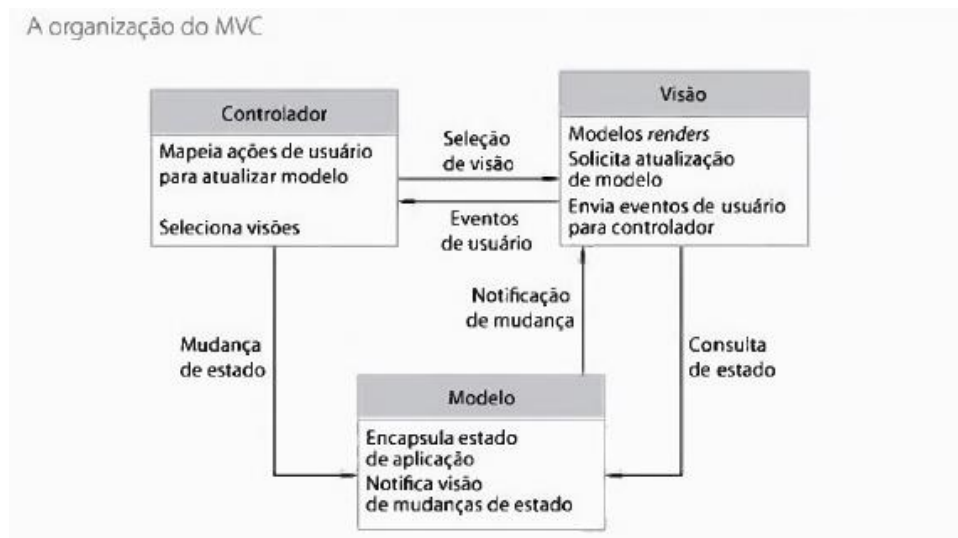 A organização do MVC
Controlador
Mapeia ações de usuário
para atualizar modelo
Seleciona visões
Seleção
de visão
Eventos
de usuário
Visão
Modelos renders
Solicita atualização
de modelo
Envia eventos de usuário
para controlador
Mudança
de estado
Notificação
de mudança
Consulta
de estado
Modelo
Encapsula estado
de aplicação
Notifica visão
de mudanças de estado